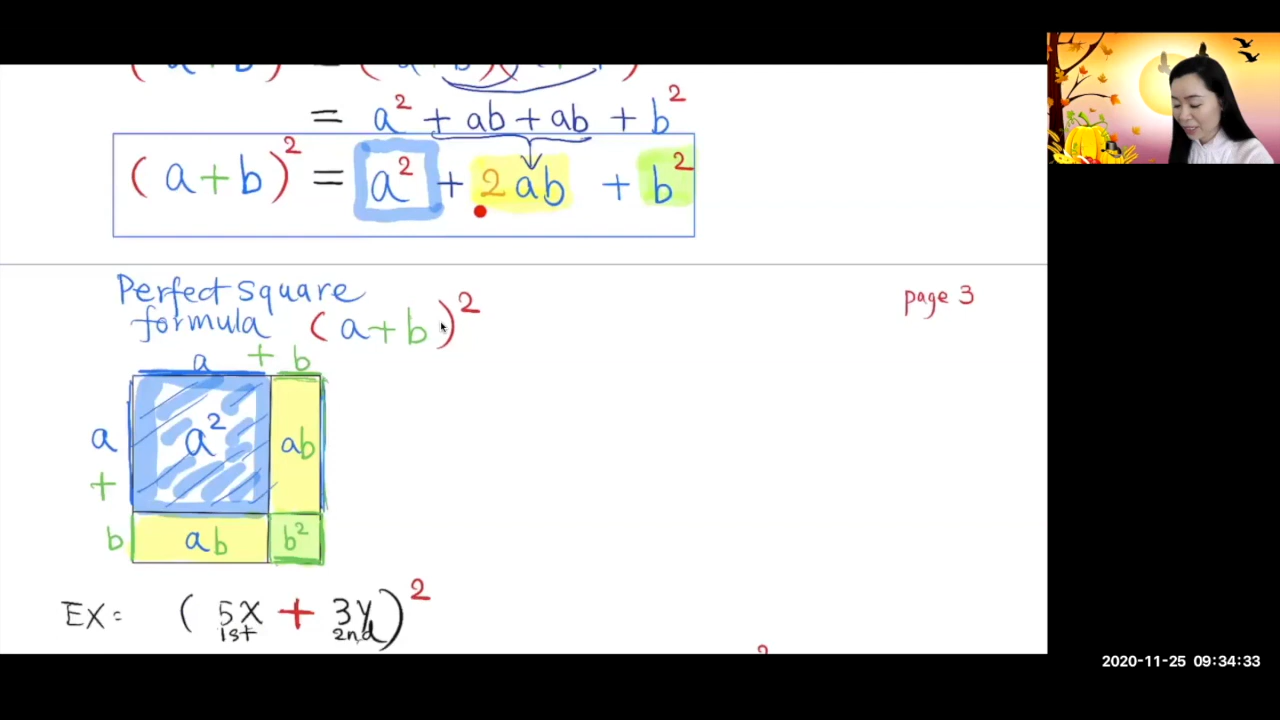 = a² + ab + ab + b²
(a+b)² = a² + 2ab + b²
Perfect square
formula (a+b)²
page 3
a + b
a
+
b
a²
ab
ab
b²
EX: (5x + 3y)²
1st 2nd
2020-11-25 09:34:33